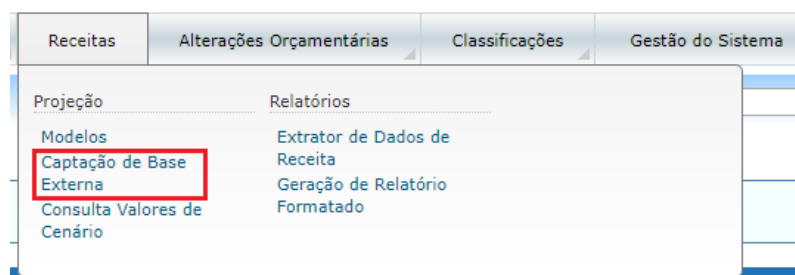 Receitas Alterações Orçamentárias Classificações Gestão do Sistema
Projeção
Modelos
Captação de Base
Externa
Consulta Valores de
Cenário
Relatórios
Extrator de Dados de
Receita
Geração de Relatório
Formatado